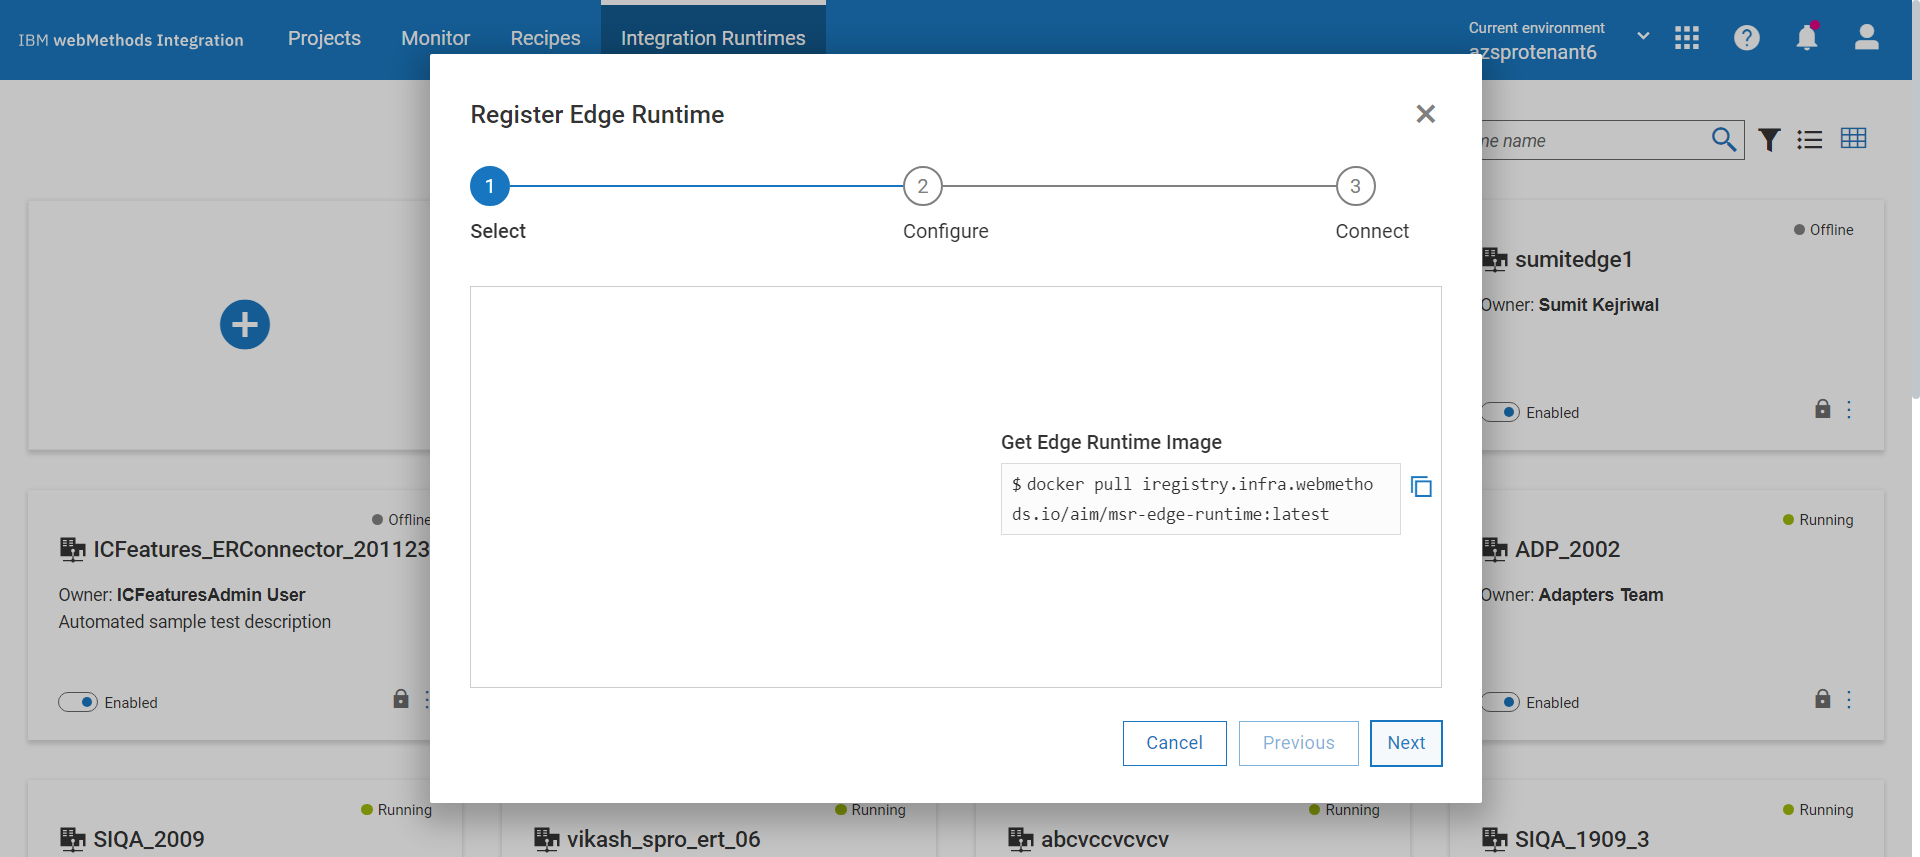 IBM webMethods Integration
Projects
Monitor
Recipes
Integration Runtimes
Current environment
azsprotenant6
Register Edge Runtime
1
2
3
Select
Configure
Connect
Get Edge Runtime Image
$ docker pull iregistry.infra.webmetho
ds.io/aim/msr-edge-runtime:latest
Cancel
Previous
Next
me name
Offline
sumitedge1
Owner: Sumit Kejriwal
Enabled
Offline
ICFeatures_ERConnector_201123
Owner: ICFeaturesAdmin User
Automated sample test description
Enabled
Running
ADP_2002
Owner: Adapters Team
Enabled
Running
SIQA_2009
Running
vikash_spro_ert_06
Running
abcvccvcvcv
Running
SIQA_1909_3